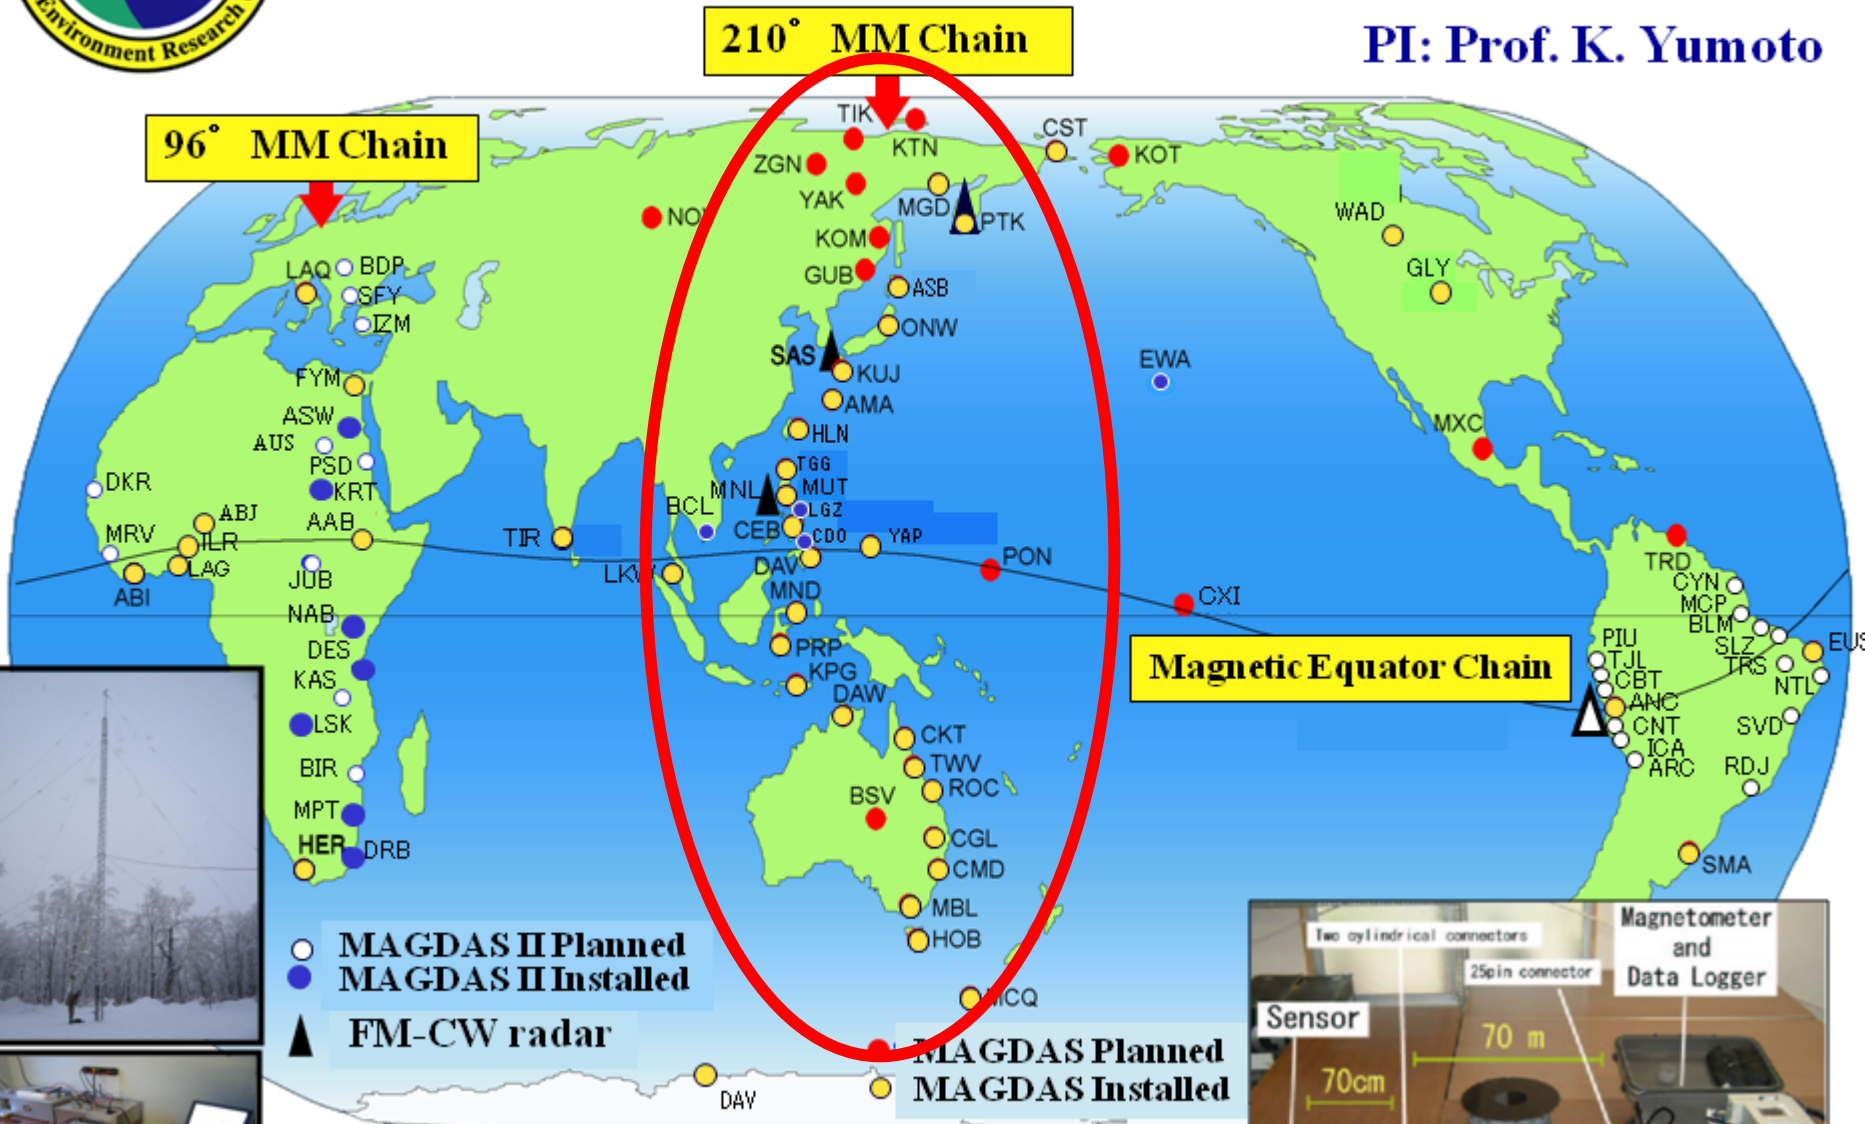 Environment Research
210° MM Chain
PI: Prof. K. Yumoto
96° MM Chain
TIK
KTN
CST
KOT
ZGN
YAK
MGD
PTK
WAD
KOM
GUB
LAQ
BDP
SFY
IZM
GLY
ASB
ONW
SAS
KUJ
EWA
FYM
AMA
ASW
AUS
HLN
MXC
PSD
TGG
DKR
KRT
MNL
MUT
BCL
LGZ
ABJ
AAB
CEB
CDO
YAP
MRV
ILR
TIR
PON
TRD
LAG
JUB
LKW
DAV
ABI
MND
CXI
CYN
MCP
NAB
BLM
SLZ
EUS
DES
PRP
Magnetic Equator Chain
PIU
TJL
TRS
KAS
KPG
CBT
NTL
DAW
ANC
LSK
CKT
CNT
SVD
ICA
BIR
TWV
ARC
RDJ
BSV
ROC
MPT
HER
DRB
CGL
CMD
SMA
MBL
HOB
MCQ
MAGDAS II Planned
MAGDAS II Installed
FM-CW radar
MAGDAS Planned
MAGDAS Installed
DAV
Two cylindrical connectors
Magnetometer
and
Data Logger
25pin connector
Sensor
70 m
70cm